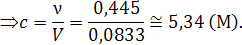 ⇒c = ν/V = 0,445/0,0833 ≅ 5,34 (M).